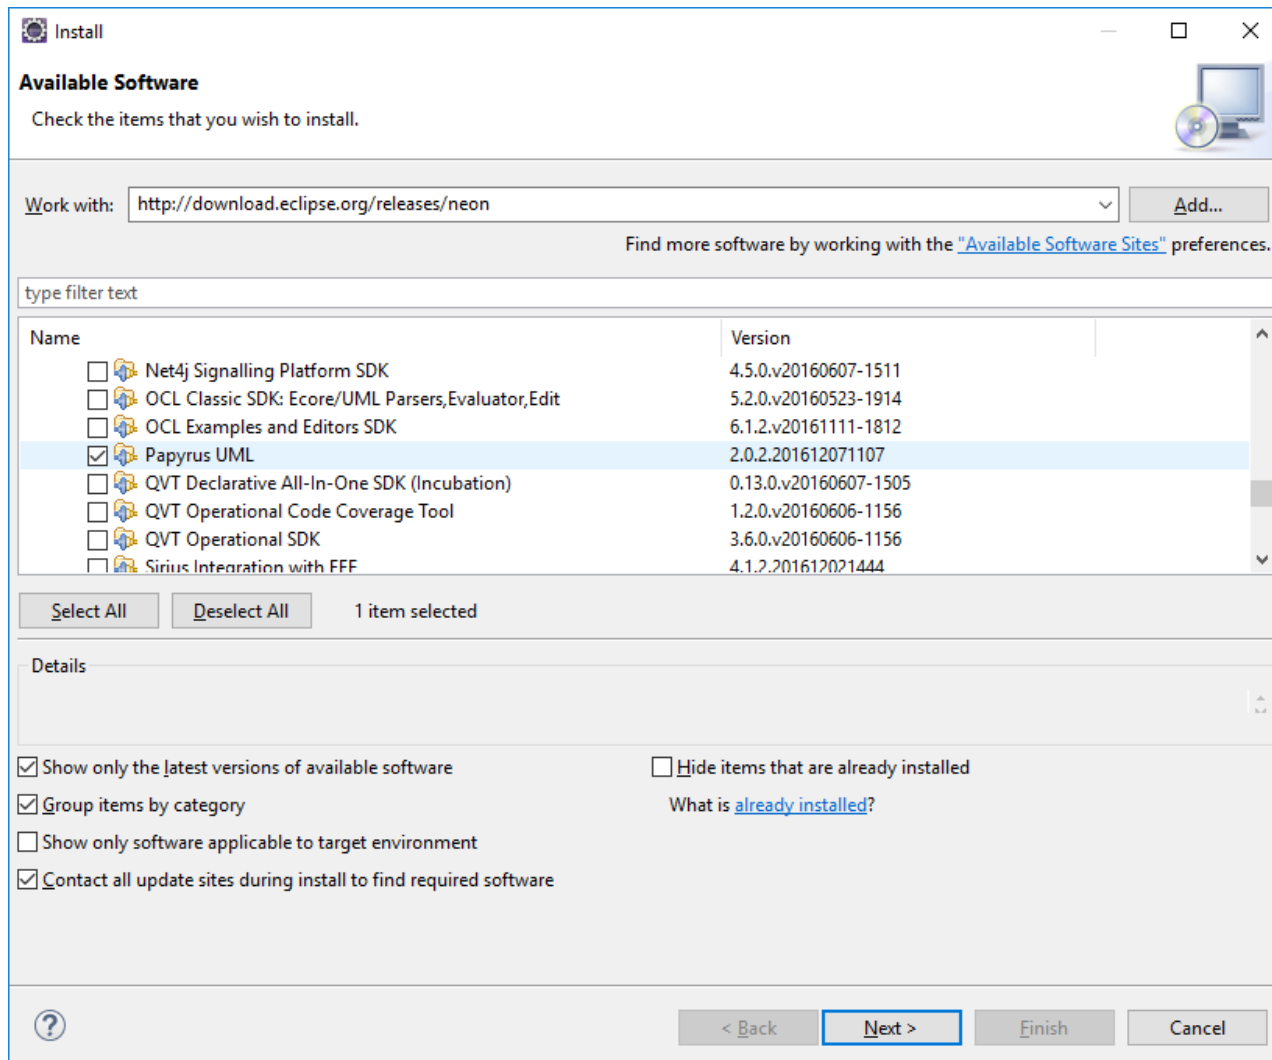 Install
Available Software
Check the items that you wish to install.
Work with: http://download.eclipse.org/releases/neon Add...
Find more software by working with the "Available Software Sites" preferences.
type filter text
Name Version
Net4j Signalling Platform SDK 4.5.0.v20160607-1511
OCL Classic SDK: Ecore/UML Parsers,Evaluator,Edit 5.2.0.v20160523-1914
OCL Examples and Editors SDK 6.1.2.v20161111-1812
Papyrus UML 2.0.2.201612071107
QVT Declarative All-In-One SDK (Incubation) 0.13.0.v20160607-1505
QVT Operational Code Coverage Tool 1.2.0.v20160606-1156
QVT Operational SDK 3.6.0.v20160606-1156
Sirius Integration with EEF 4.1.2.201612021444
Select All Deselect All 1 item selected
Details
Show only the latest versions of available software Hide items that are already installed
Group items by category What is already installed?
Show only software applicable to target environment
Contact all update sites during install to find required software
? < Back Next > Finish Cancel